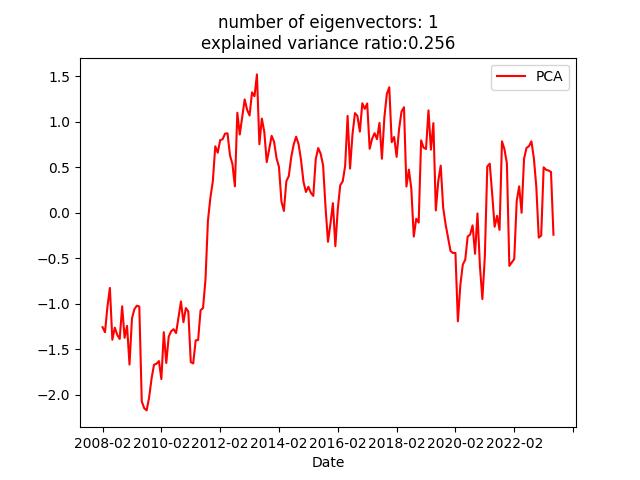 number of eigenvectors: 1
explained variance ratio:0.256
PCA
1.5
1.0
0.5
0.0
−0.5
−1.0
−1.5
−2.0
2008-02 2010-02 2012-02 2014-02 2016-02 2018-02 2020-02 2022-02
Date